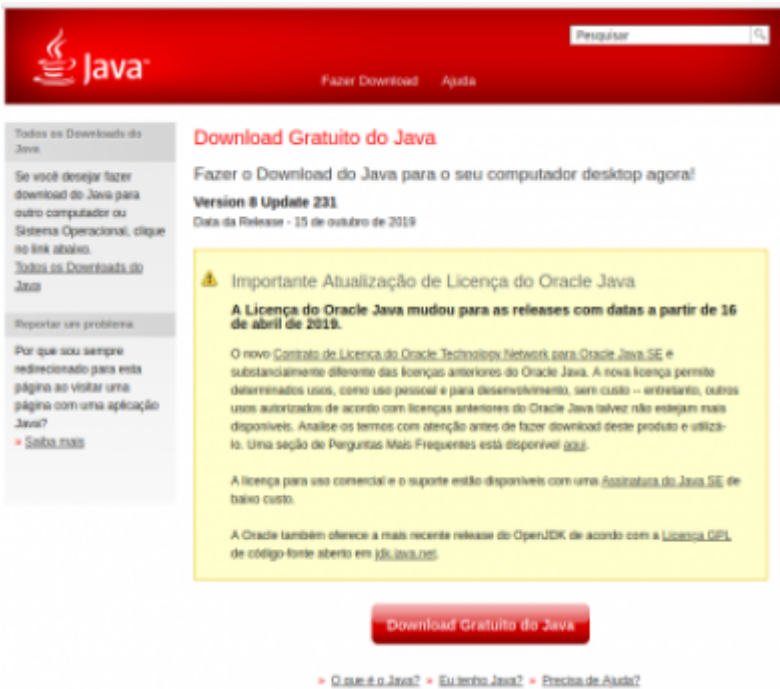 Java
Pesquisar
Fazer Download Ajuda
Todos os Downloads do
Java
Se você desejar fazer
download do Java para
outro computador ou
Sistema Operacional, clique
no link abaixo.
Todos os Downloads do
Java
Reportar um problema
Por que sou sempre
redirecionado para esta
página ao visitar uma
página com uma aplicação
Java?
» Saiba mais
Download Gratuito do Java
Fazer o Download do Java para o seu computador desktop agora!
Version 8 Update 231
Data da Release - 15 de outubro de 2019
Importante Atualização de Licença do Oracle Java
A Licença do Oracle Java mudou para as releases com datas a partir de 16
de abril de 2019.
O novo Contrato de Licença do Oracle Technology Network para Oracle Java SE é
substancialmente diferente das licenças anteriores do Oracle Java. A nova licença permite
determinados usos, como uso pessoal e para desenvolvimento, sem custo -- entretanto, outros
usos autorizados de acordo com licenças anteriores do Oracle Java talvez não estejam mais
disponíveis. Analise os termos com atenção antes de fazer download deste produto e utilizá-
lo. Uma seção de Perguntas Mais Frequentes está disponível aqui.
A licença para uso comercial e o suporte estão disponíveis com uma Assinatura do Java SE de
baixo custo.
A Oracle também oferece a mais recente release do OpenJDK de acordo com a Licença GPL
de código-fonte aberto em jdk.java.net.
Download Gratuito do Java
» O que é o Java? » Eu tenho Java? » Precisa de Ajuda?